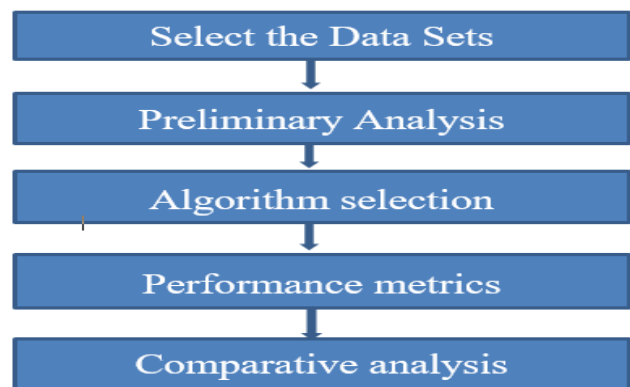 Select the Data Sets
Preliminary Analysis
Algorithm selection
Performance metrics
Comparative analysis